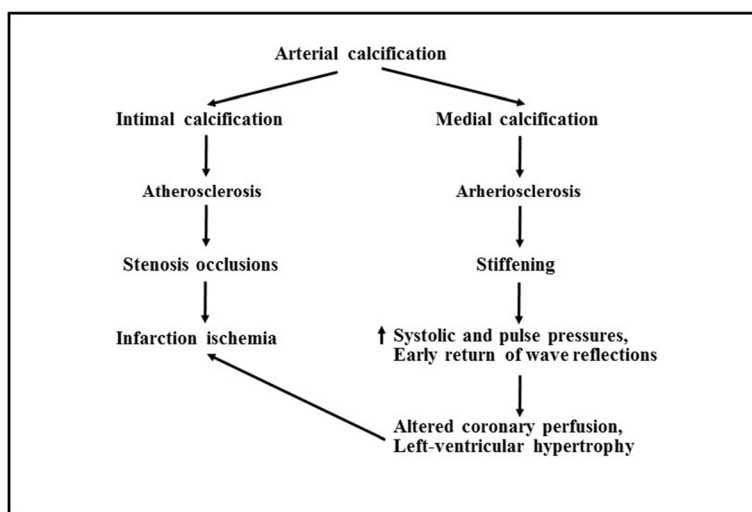 Arterial calcification
Intimal calcification
Medial calcification
Atherosclerosis
Arheriosclerosis
Stenosis occlusions
Stiffening
Infarction ischemia
Systolic and pulse pressures,
Early return of wave reflections
Altered coronary perfusion,
Left-ventricular hypertrophy